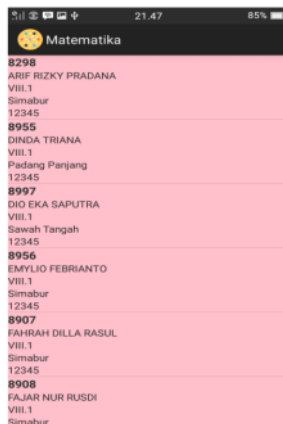 21.47
85%
Matematika
8298
ARIF RIZKY PRADANA
VIII.1
Simabur
12345
8955
DINDA TRIANA
VIII.1
Padang Panjang
12345
8997
DIO EKA SAPUTRA
VIII.1
Sawah Tangah
12345
8956
EMYLIO FEBRIANTO
VIII.1
Simabur
12345
8907
FAHRAH DILLA RASUL
VIII.1
Simabur
12345
8908
FAJAR NUR RUSDI
VIII.1
Simabur